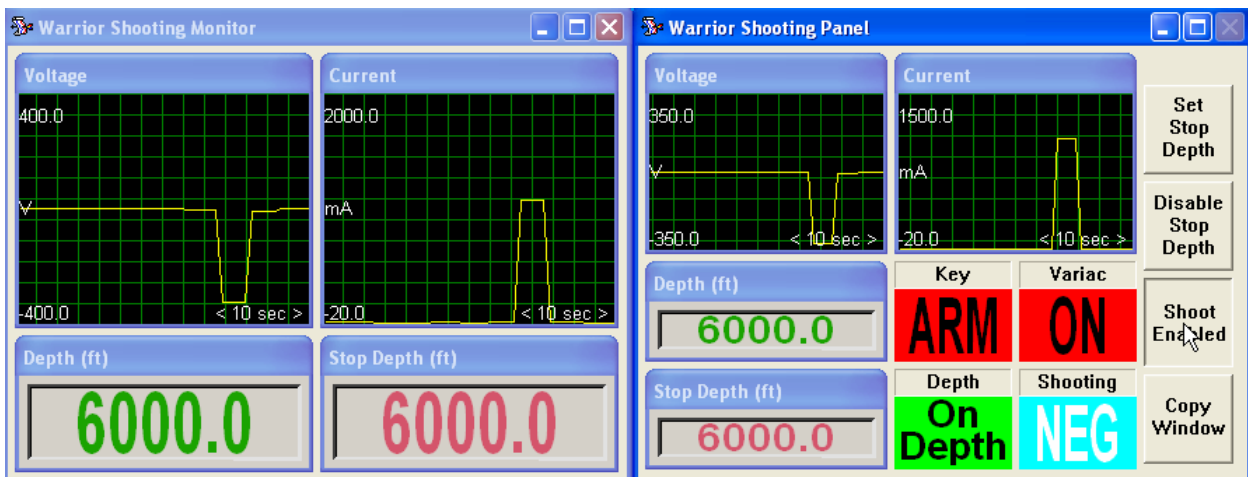 Warrior Shooting Monitor
Voltage
400.0
V
-400.0
< 10 sec >
Current
2000.0
mA
-20.0
< 10 sec >
Depth (ft)
6000.0
Stop Depth (ft)
6000.0
Warrior Shooting Panel
Voltage
350.0
V
-350.0
< 10 sec >
Current
1500.0
mA
-20.0
< 10 sec >
Depth (ft)
6000.0
Stop Depth (ft)
6000.0
Key
ARM
Variac
ON
Depth
On
Depth
Shooting
NEG
Set
Stop
Depth
Disable
Stop
Depth
Shoot
Enabled
Copy
Window